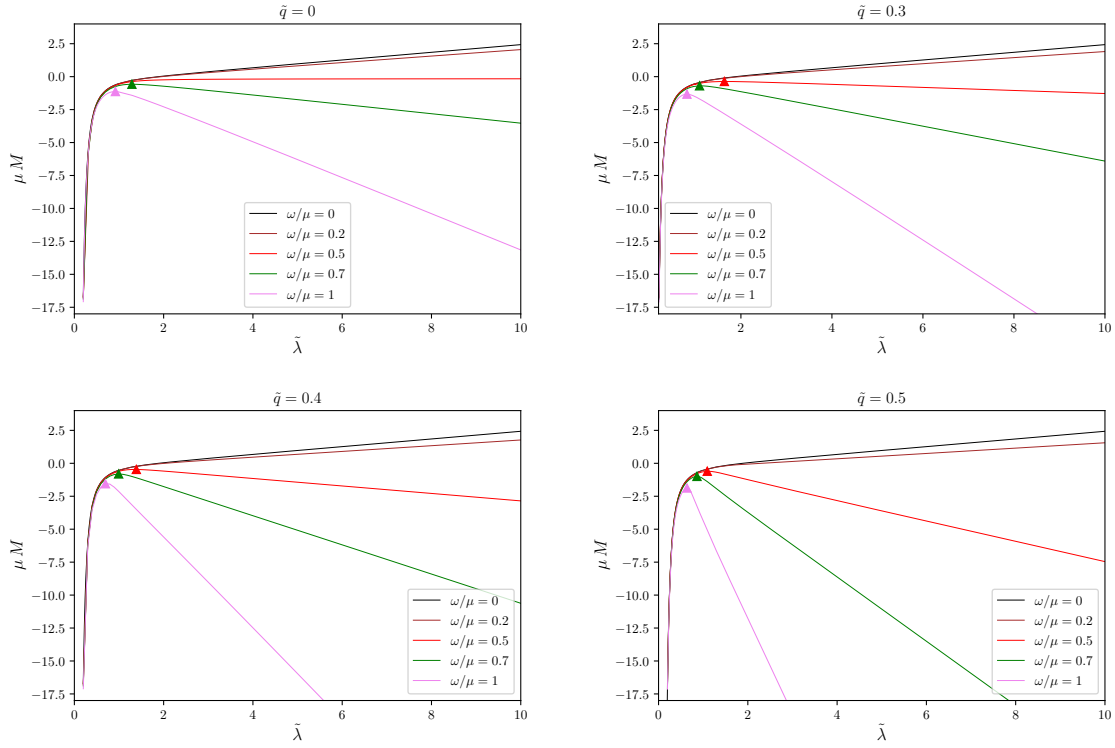 q̃ = 0
2.5
0.0
−2.5
−5.0
−7.5
−10.0
−12.5
−15.0
−17.5
μ M
ω/μ = 0
ω/μ = 0.2
ω/μ = 0.5
ω/μ = 0.7
ω/μ = 1
0 2 4 6 8 10
λ̃
q̃ = 0.3
2.5
0.0
−2.5
−5.0
−7.5
−10.0
−12.5
−15.0
−17.5
μ M
ω/μ = 0
ω/μ = 0.2
ω/μ = 0.5
ω/μ = 0.7
ω/μ = 1
2 4 6 8 10
λ̃
q̃ = 0.4
2.5
0.0
−2.5
−5.0
−7.5
−10.0
−12.5
−15.0
−17.5
μ M
ω/μ = 0
ω/μ = 0.2
ω/μ = 0.5
ω/μ = 0.7
ω/μ = 1
0 2 4 6 8 10
λ̃
q̃ = 0.5
2.5
0.0
−2.5
−5.0
−7.5
−10.0
−12.5
−15.0
−17.5
μ M
ω/μ = 0
ω/μ = 0.2
ω/μ = 0.5
ω/μ = 0.7
ω/μ = 1
0 2 4 6 8 10
λ̃